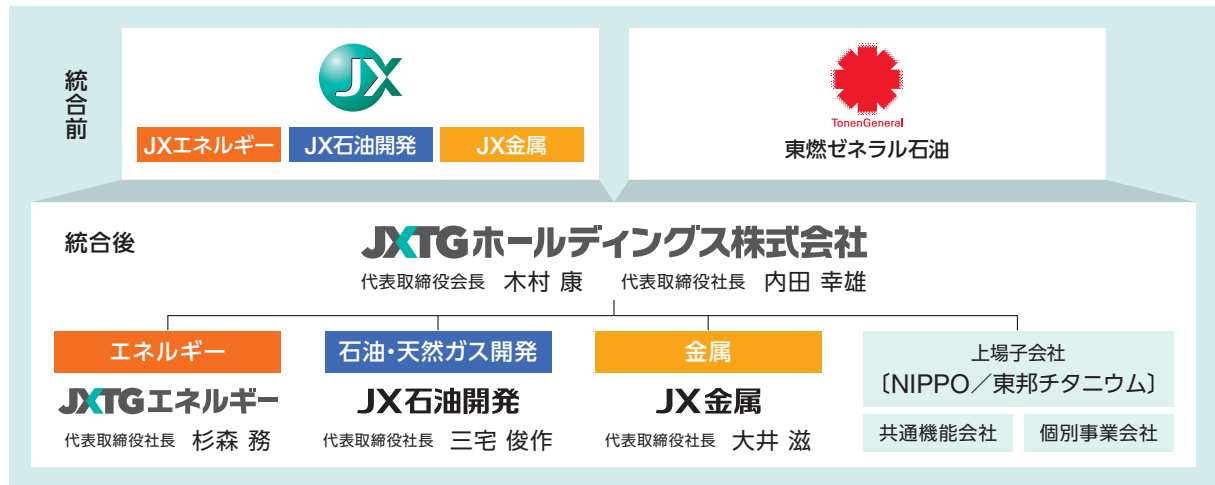 統合前
JX
JXエネルギー
JX石油開発
JX金属
TonenGeneral
東燃ゼネラル石油
統合後
JXTGホールディングス株式会社
代表取締役会長 木村 康 代表取締役社長 内田 幸雄
エネルギー
JXTGエネルギー
代表取締役社長 杉森 務
石油・天然ガス開発
JX石油開発
代表取締役社長 三宅 俊作
金属
JX金属
代表取締役社長 大井 滋
上場子会社
〔NIPPO／東邦チタニウム〕
共通機能会社
個別事業会社